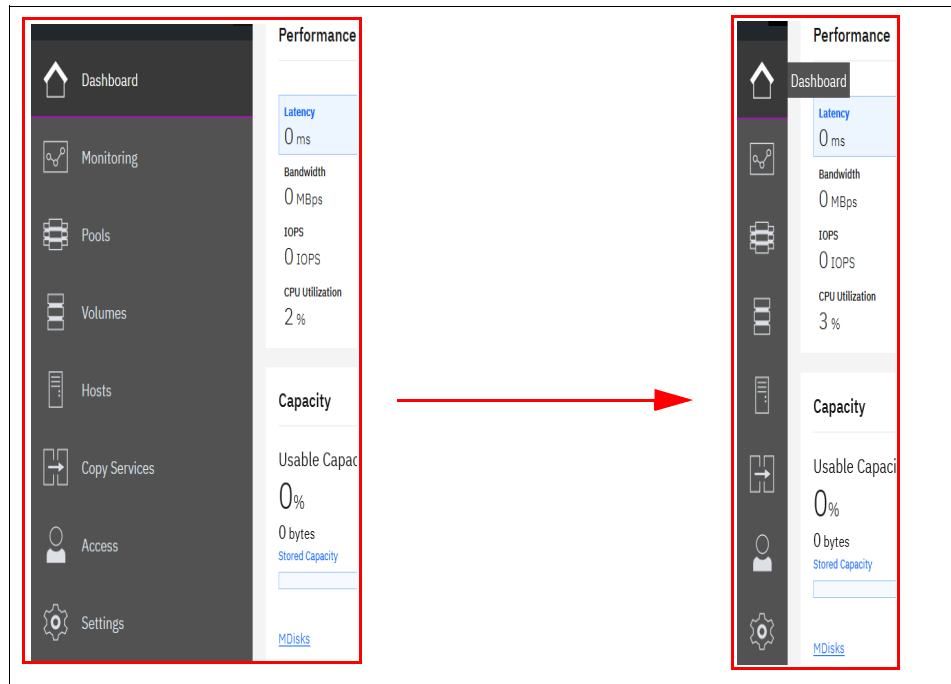 Dashboard
Monitoring
Pools
Volumes
Hosts
Copy Services
Access
Settings
Performance
Latency
0 ms
Bandwidth
0 MBps
IOPS
0 IOPS
CPU Utilization
2 %
Capacity
Usable Capac
0%
0 bytes
Stored Capacity
MDisks
Dashboard
Performance
Latency
0 ms
Bandwidth
0 MBps
IOPS
0 IOPS
CPU Utilization
3 %
Capacity
Usable Capaci
0%
0 bytes
Stored Capacity
MDisks